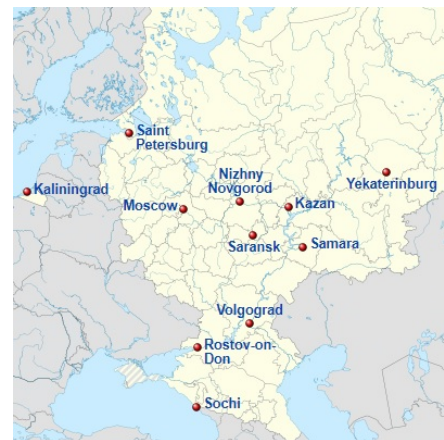 Saint
Petersburg
Nizhny
Novgorod
Yekaterinburg
Kaliningrad
Moscow
Kazan
Saransk
Samara
Volgograd
Rostov-on-
Don
Sochi